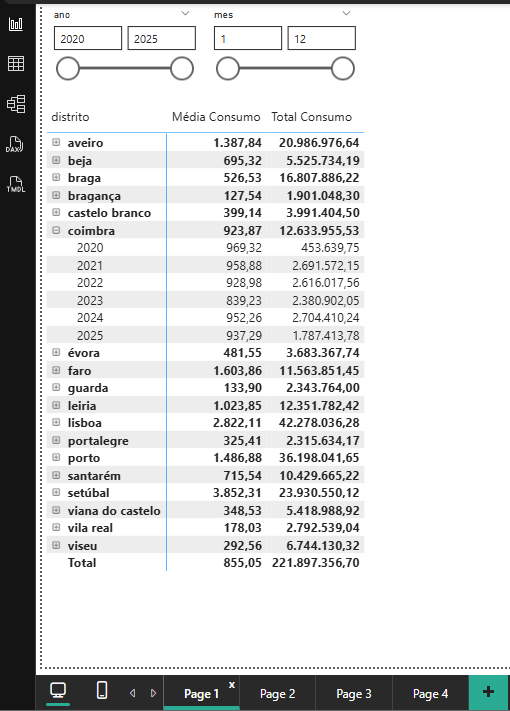 ano
mes
2020
2025
1
12
distrito Média Consumo Total Consumo
aveiro 1.387,84 20.986.976,64
beja 695,32 5.525.734,19
braga 526,53 16.807.886,22
bragança 127,54 1.901.048,30
castelo branco 399,14 3.991.404,50
coimbra 923,87 12.633.955,53
2020 969,32 453.639,75
2021 958,88 2.691.572,15
2022 928,98 2.616.017,56
2023 839,23 2.380.902,05
2024 952,26 2.704.410,24
2025 937,29 1.787.413,78
évora 481,55 3.683.367,74
faro 1.603,86 11.563.851,45
guarda 133,90 2.343.764,00
leiria 1.023,85 12.351.782,42
lisboa 2.822,11 42.278.036,28
portalegre 325,41 2.315.634,17
porto 1.486,88 36.198.041,65
santarém 715,54 10.429.665,22
setúbal 3.852,31 23.930.550,12
viana do castelo 348,53 5.418.988,92
vila real 178,03 2.792.539,04
viseu 292,56 6.744.130,32
Total 855,05 221.897.356,70
DAX
TMDL
Page 1 x
Page 2
Page 3
Page 4
+